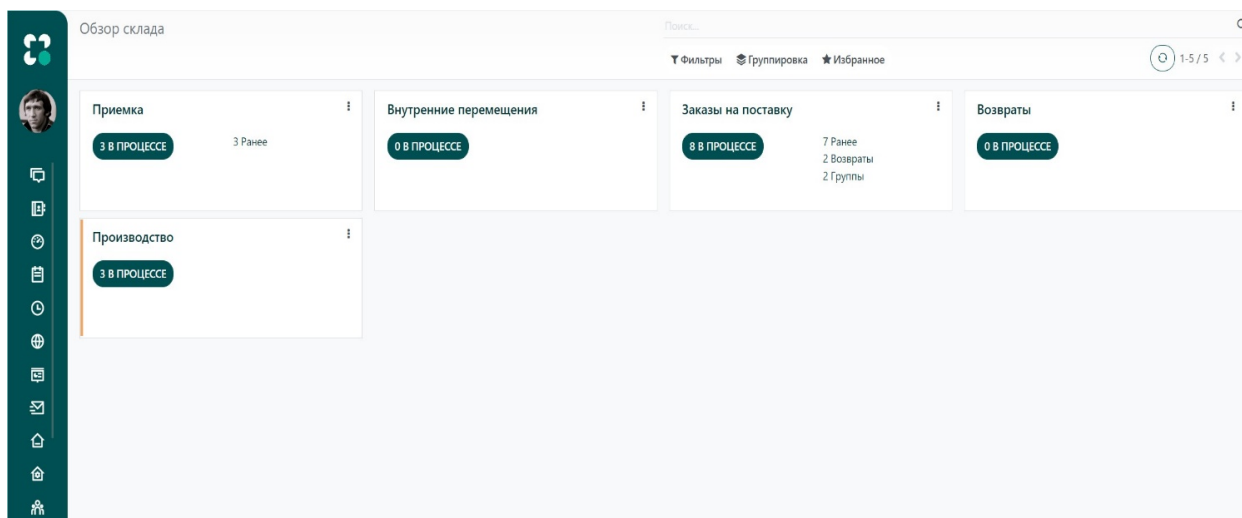 Обзор склада
Поиск...
Фильтры Группировка Избранное
1-5 / 5
Приемка
3 В ПРОЦЕССЕ
3 Ранее
Внутренние перемещения
0 В ПРОЦЕССЕ
Заказы на поставку
8 В ПРОЦЕССЕ
7 Ранее
2 Возвраты
2 Группы
Возвраты
0 В ПРОЦЕССЕ
Производство
3 В ПРОЦЕССЕ